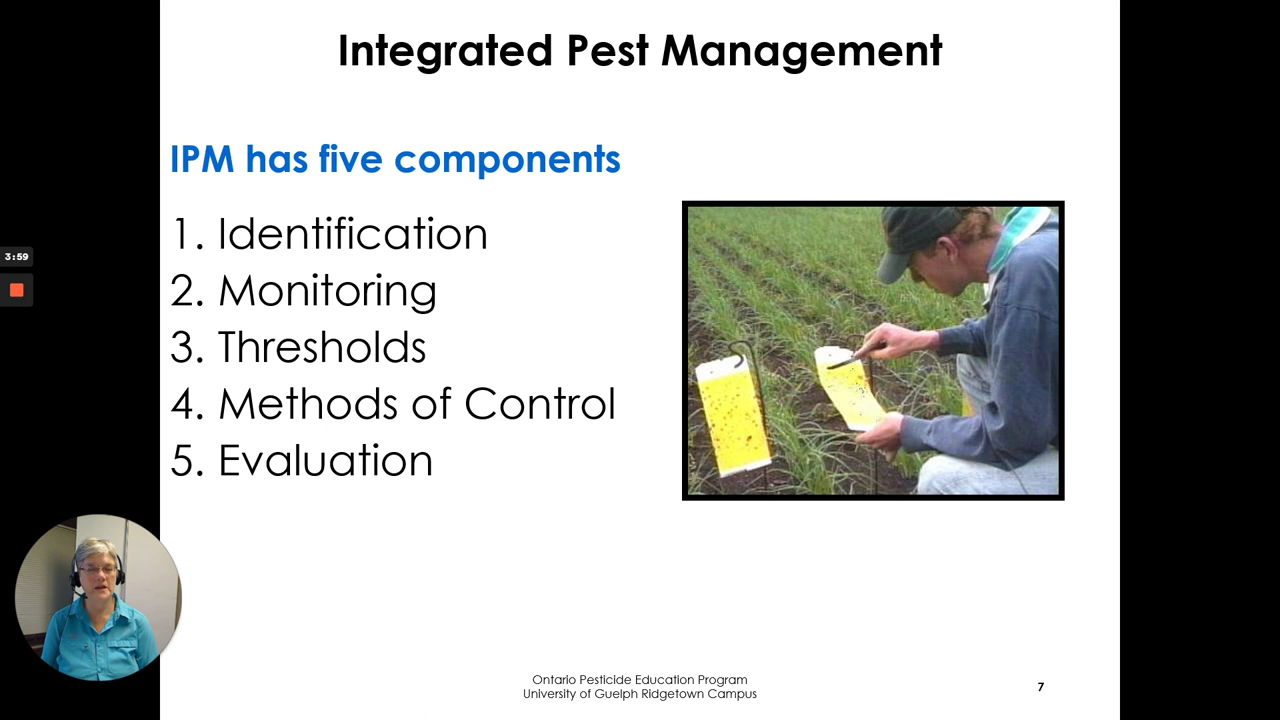 Integrated Pest Management
IPM has five components
1. Identification
2. Monitoring
3. Thresholds
4. Methods of Control
5. Evaluation
3:59
Ontario Pesticide Education Program
University of Guelph Ridgetown Campus
7